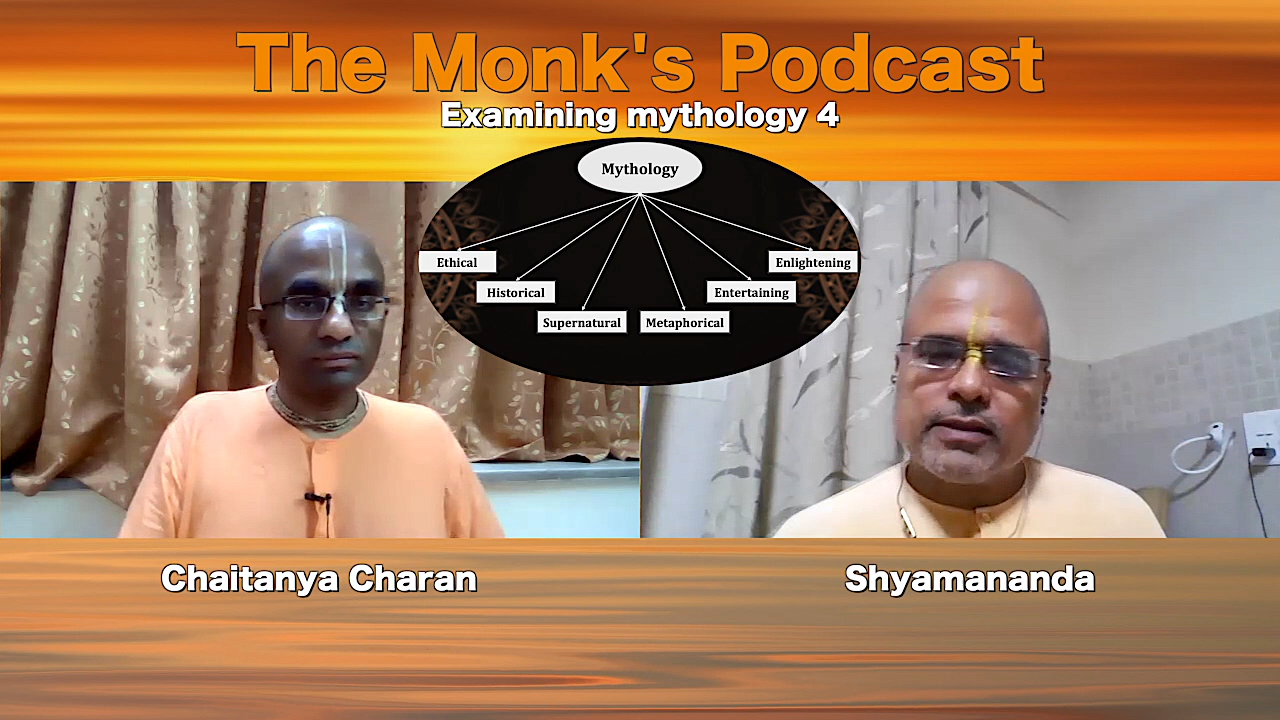 The Monk's Podcast
Examining mythology 4
Mythology
Ethical
Enlightening
Historical
Entertaining
Supernatural
Metaphorical
Chaitanya Charan
Shyamananda